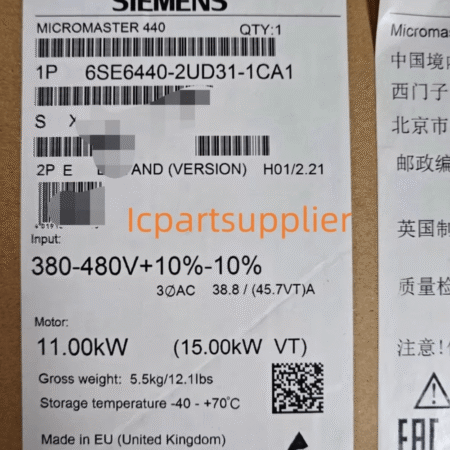 SIEMENS
MICROMASTER 440 QTY:1
1P 6SE6440-2UD31-1CA1
S X
2P E AND (VERSION) H01/2.21
Icpartsupplier
Input:
380-480V+10%-10%
3∅AC 38.8 / (45.7VT)A
Motor:
11.00kW (15.00kW VT)
Gross weight: 5.5kg/12.1lbs
Storage temperature -40 - +70°C
Made in EU (United Kingdom)
Micromas
中国境内
西门子
北京市
邮政编
英国制
质量检
注意!
EAC